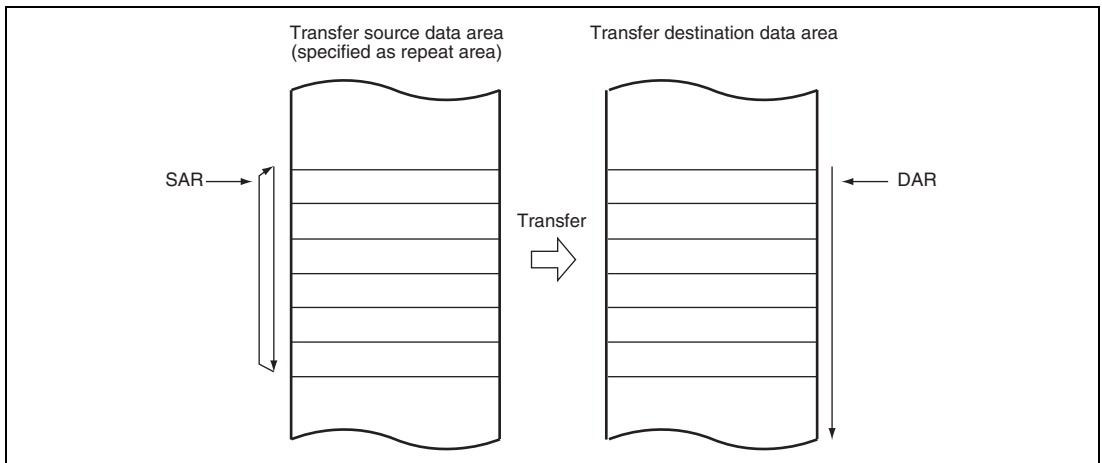 Transfer source data area
(specified as repeat area)
Transfer destination data area
SAR
DAR
Transfer